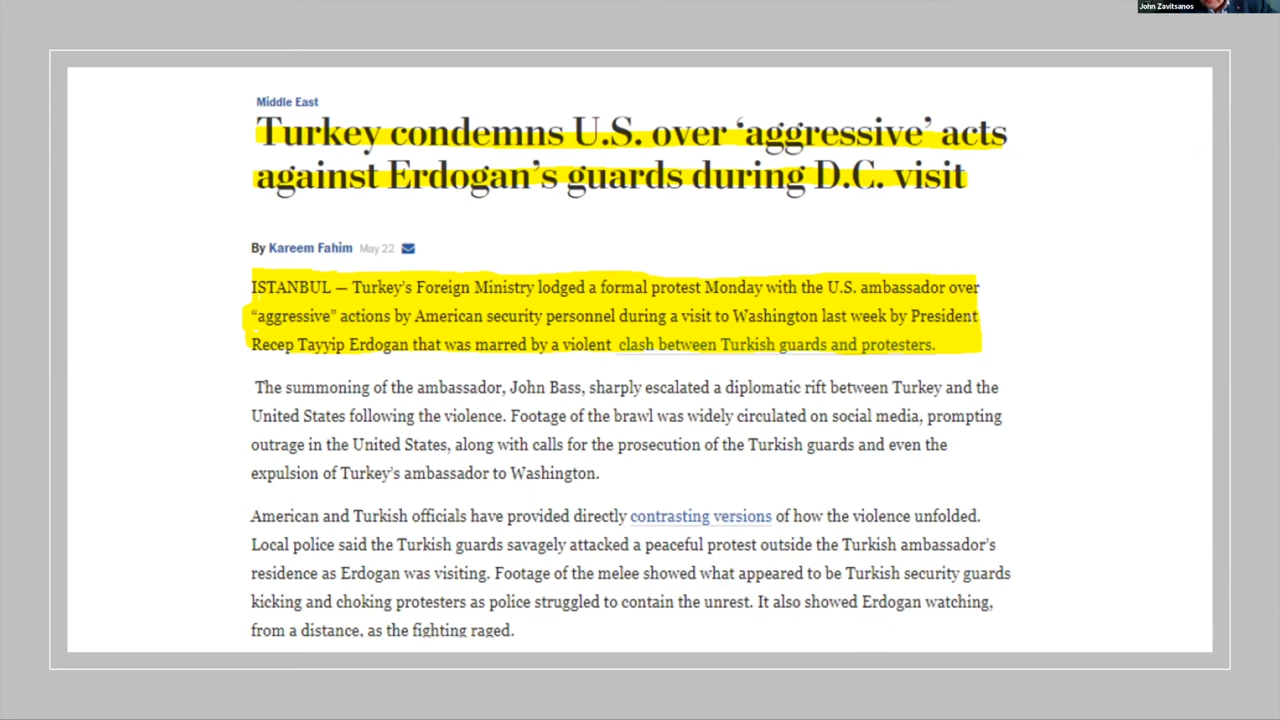 John Zavitsanos
Middle East
Turkey condemns U.S. over ‘aggressive’ acts
against Erdogan’s guards during D.C. visit
By Kareem Fahim May 22
ISTANBUL — Turkey’s Foreign Ministry lodged a formal protest Monday with the U.S. ambassador over
“aggressive” actions by American security personnel during a visit to Washington last week by President
Recep Tayyip Erdogan that was marred by a violent clash between Turkish guards and protesters.
The summoning of the ambassador, John Bass, sharply escalated a diplomatic rift between Turkey and the
United States following the violence. Footage of the brawl was widely circulated on social media, prompting
outrage in the United States, along with calls for the prosecution of the Turkish guards and even the
expulsion of Turkey’s ambassador to Washington.
American and Turkish officials have provided directly contrasting versions of how the violence unfolded.
Local police said the Turkish guards savagely attacked a peaceful protest outside the Turkish ambassador’s
residence as Erdogan was visiting. Footage of the melee showed what appeared to be Turkish security guards
kicking and choking protesters as police struggled to contain the unrest. It also showed Erdogan watching,
from a distance, as the fighting raged.